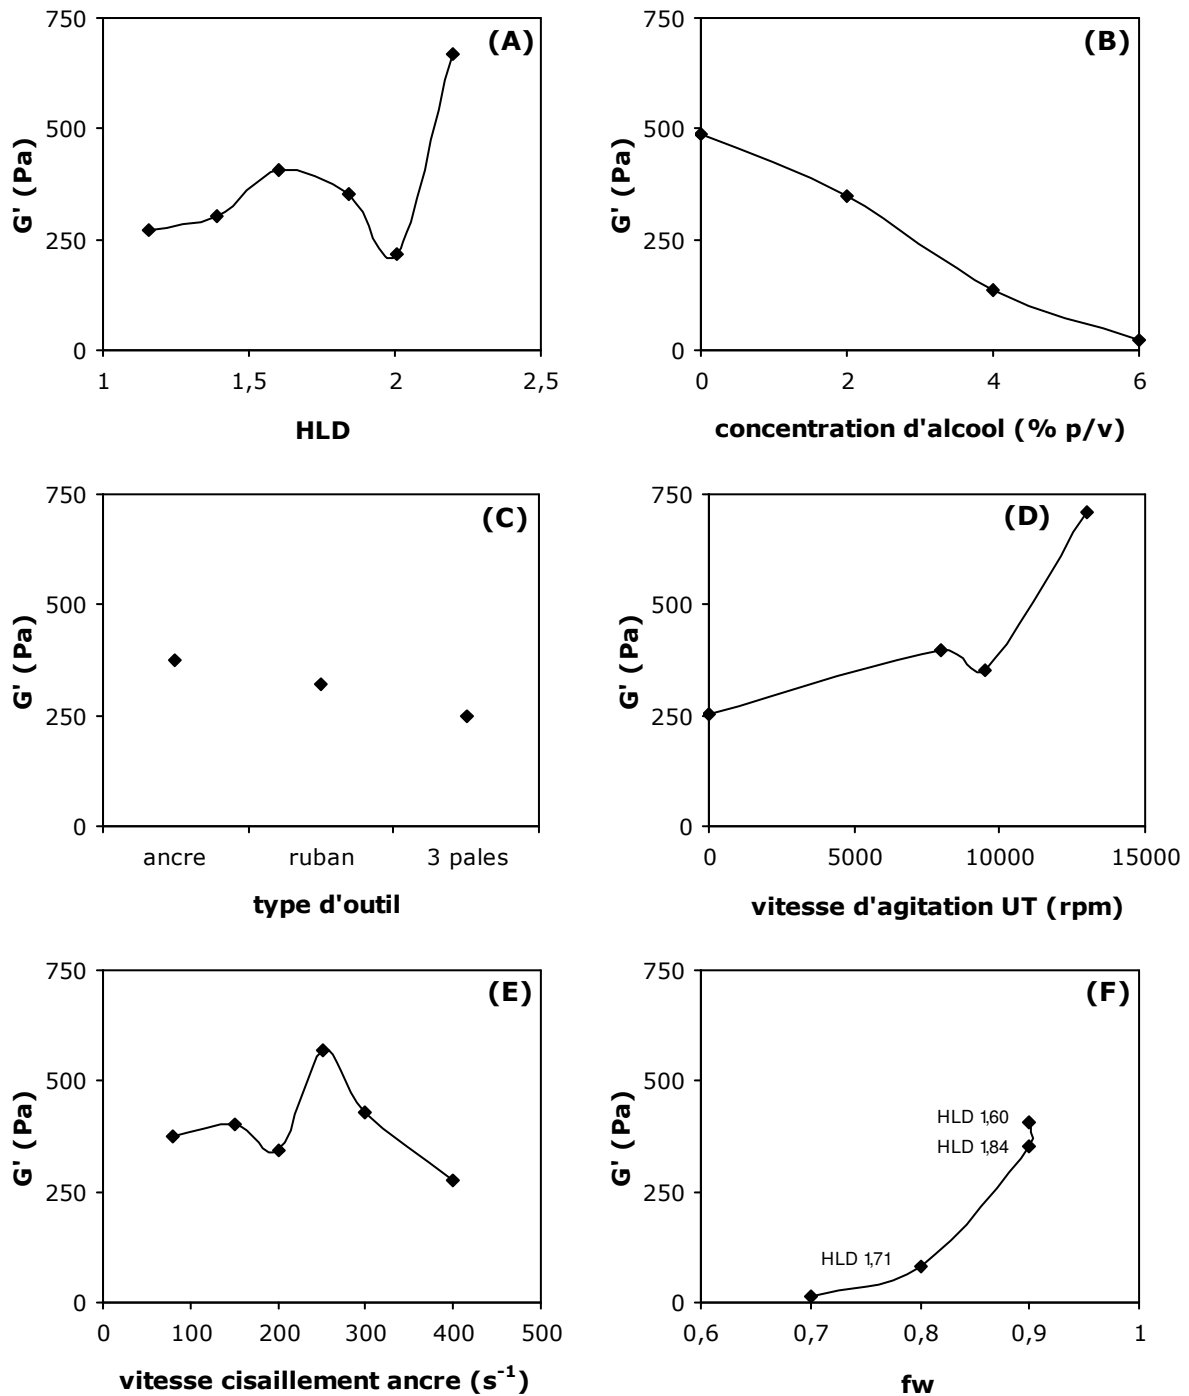 (A)
G' (Pa)
750
500
250
0
1
1,5
2
2,5
HLD
(B)
G' (Pa)
750
500
250
0
0
2
4
6
concentration d'alcool (% p/v)
(C)
G' (Pa)
750
500
250
0
ancre
ruban
3 pales
type d'outil
(D)
G' (Pa)
750
500
250
0
0
5000
10000
15000
vitesse d'agitation UT (rpm)
(E)
G' (Pa)
750
500
250
0
0
100
200
300
400
500
vitesse cisaillement ancre (s⁻¹)
(F)
G' (Pa)
750
500
250
0
HLD 1,60
HLD 1,84
HLD 1,71
0,6
0,7
0,8
0,9
1
fw